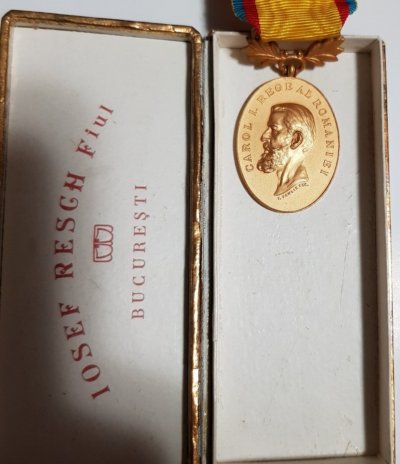 IOSEF RESCH Fiul
BUCUREȘTI
CAROL I REGE AL ROMANIEI